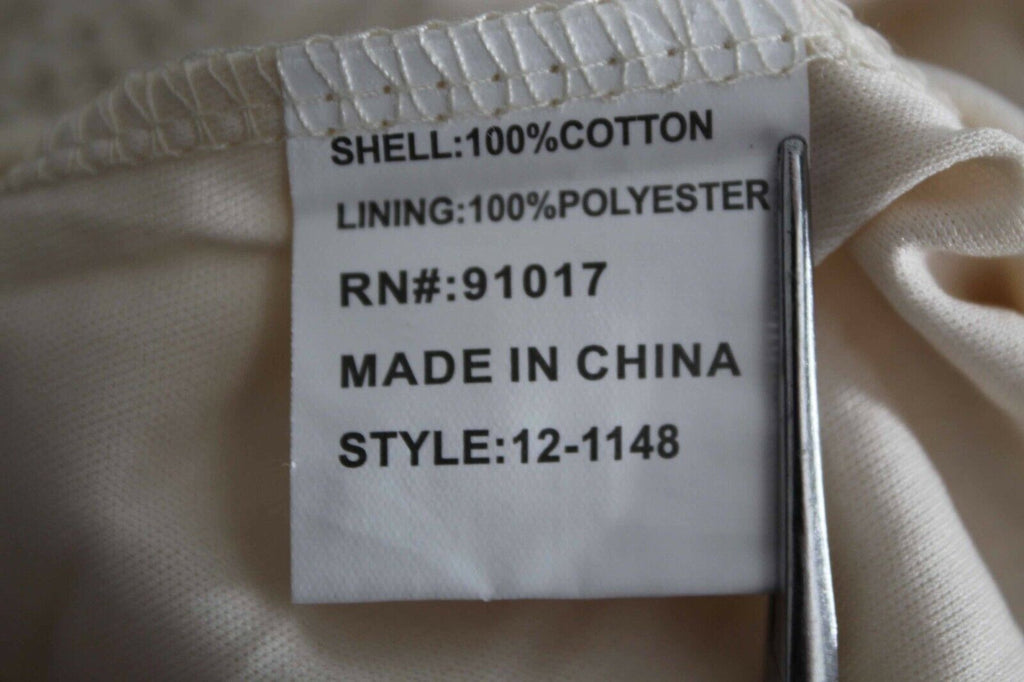 SHELL:100%COTTON
LINING:100%POLYESTER
RN#:91017
MADE IN CHINA
STYLE:12-1148